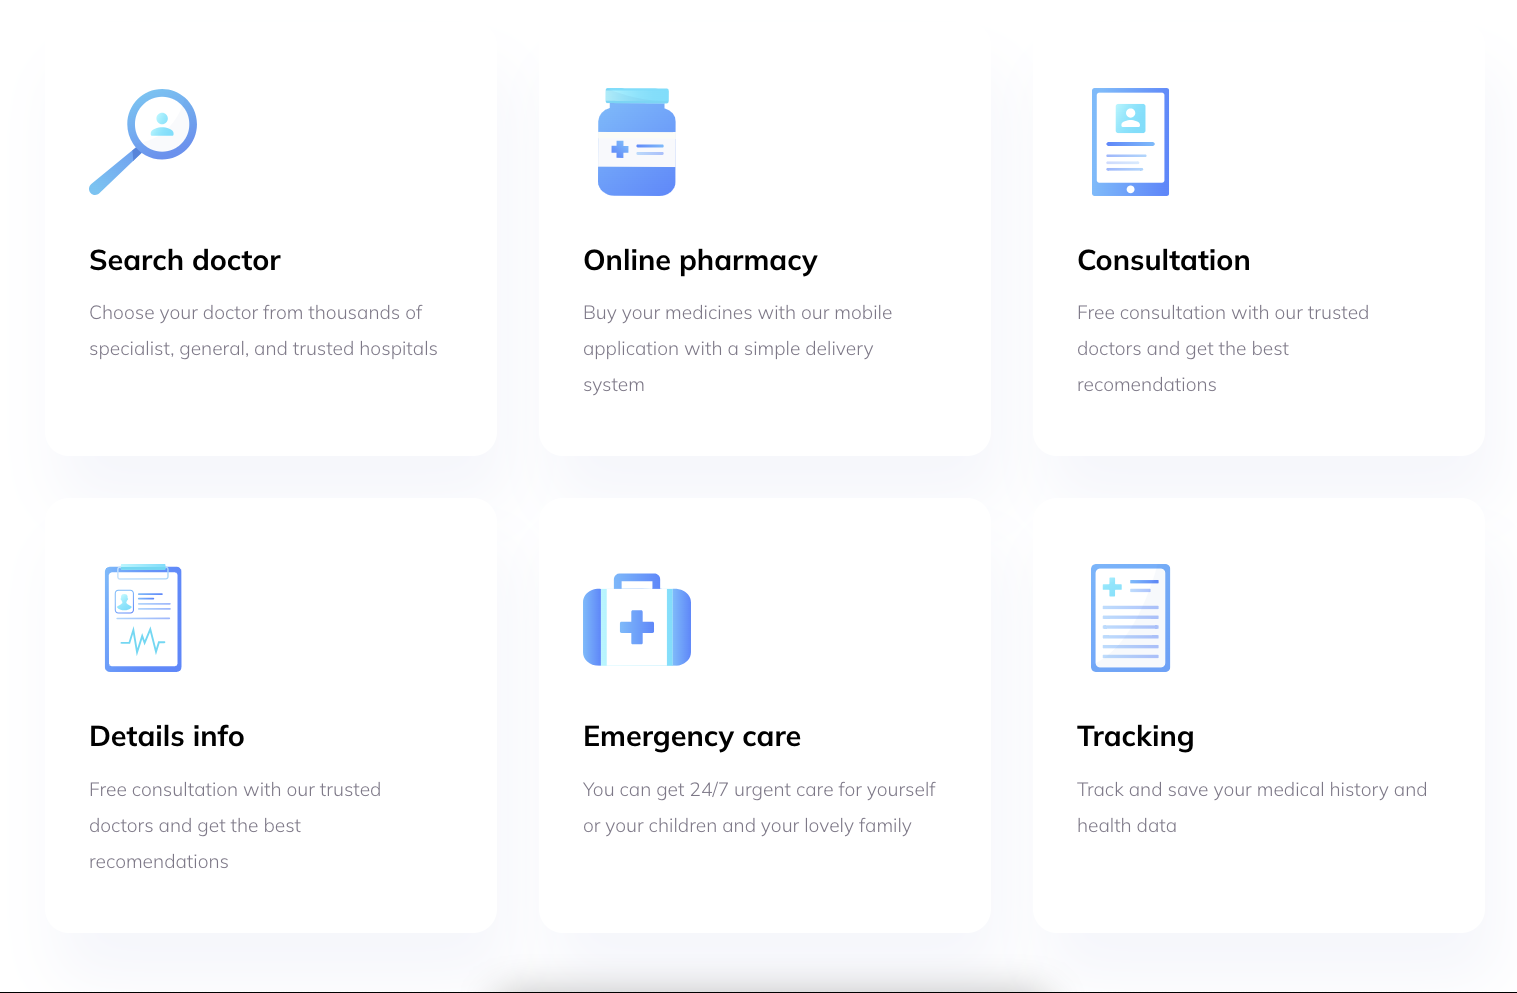 Search doctor
Choose your doctor from thousands of
specialist, general, and trusted hospitals
Online pharmacy
Buy your medicines with our mobile
application with a simple delivery
system
Consultation
Free consultation with our trusted
doctors and get the best
recomendations
Details info
Free consultation with our trusted
doctors and get the best
recomendations
Emergency care
You can get 24/7 urgent care for yourself
or your children and your lovely family
Tracking
Track and save your medical history and
health data